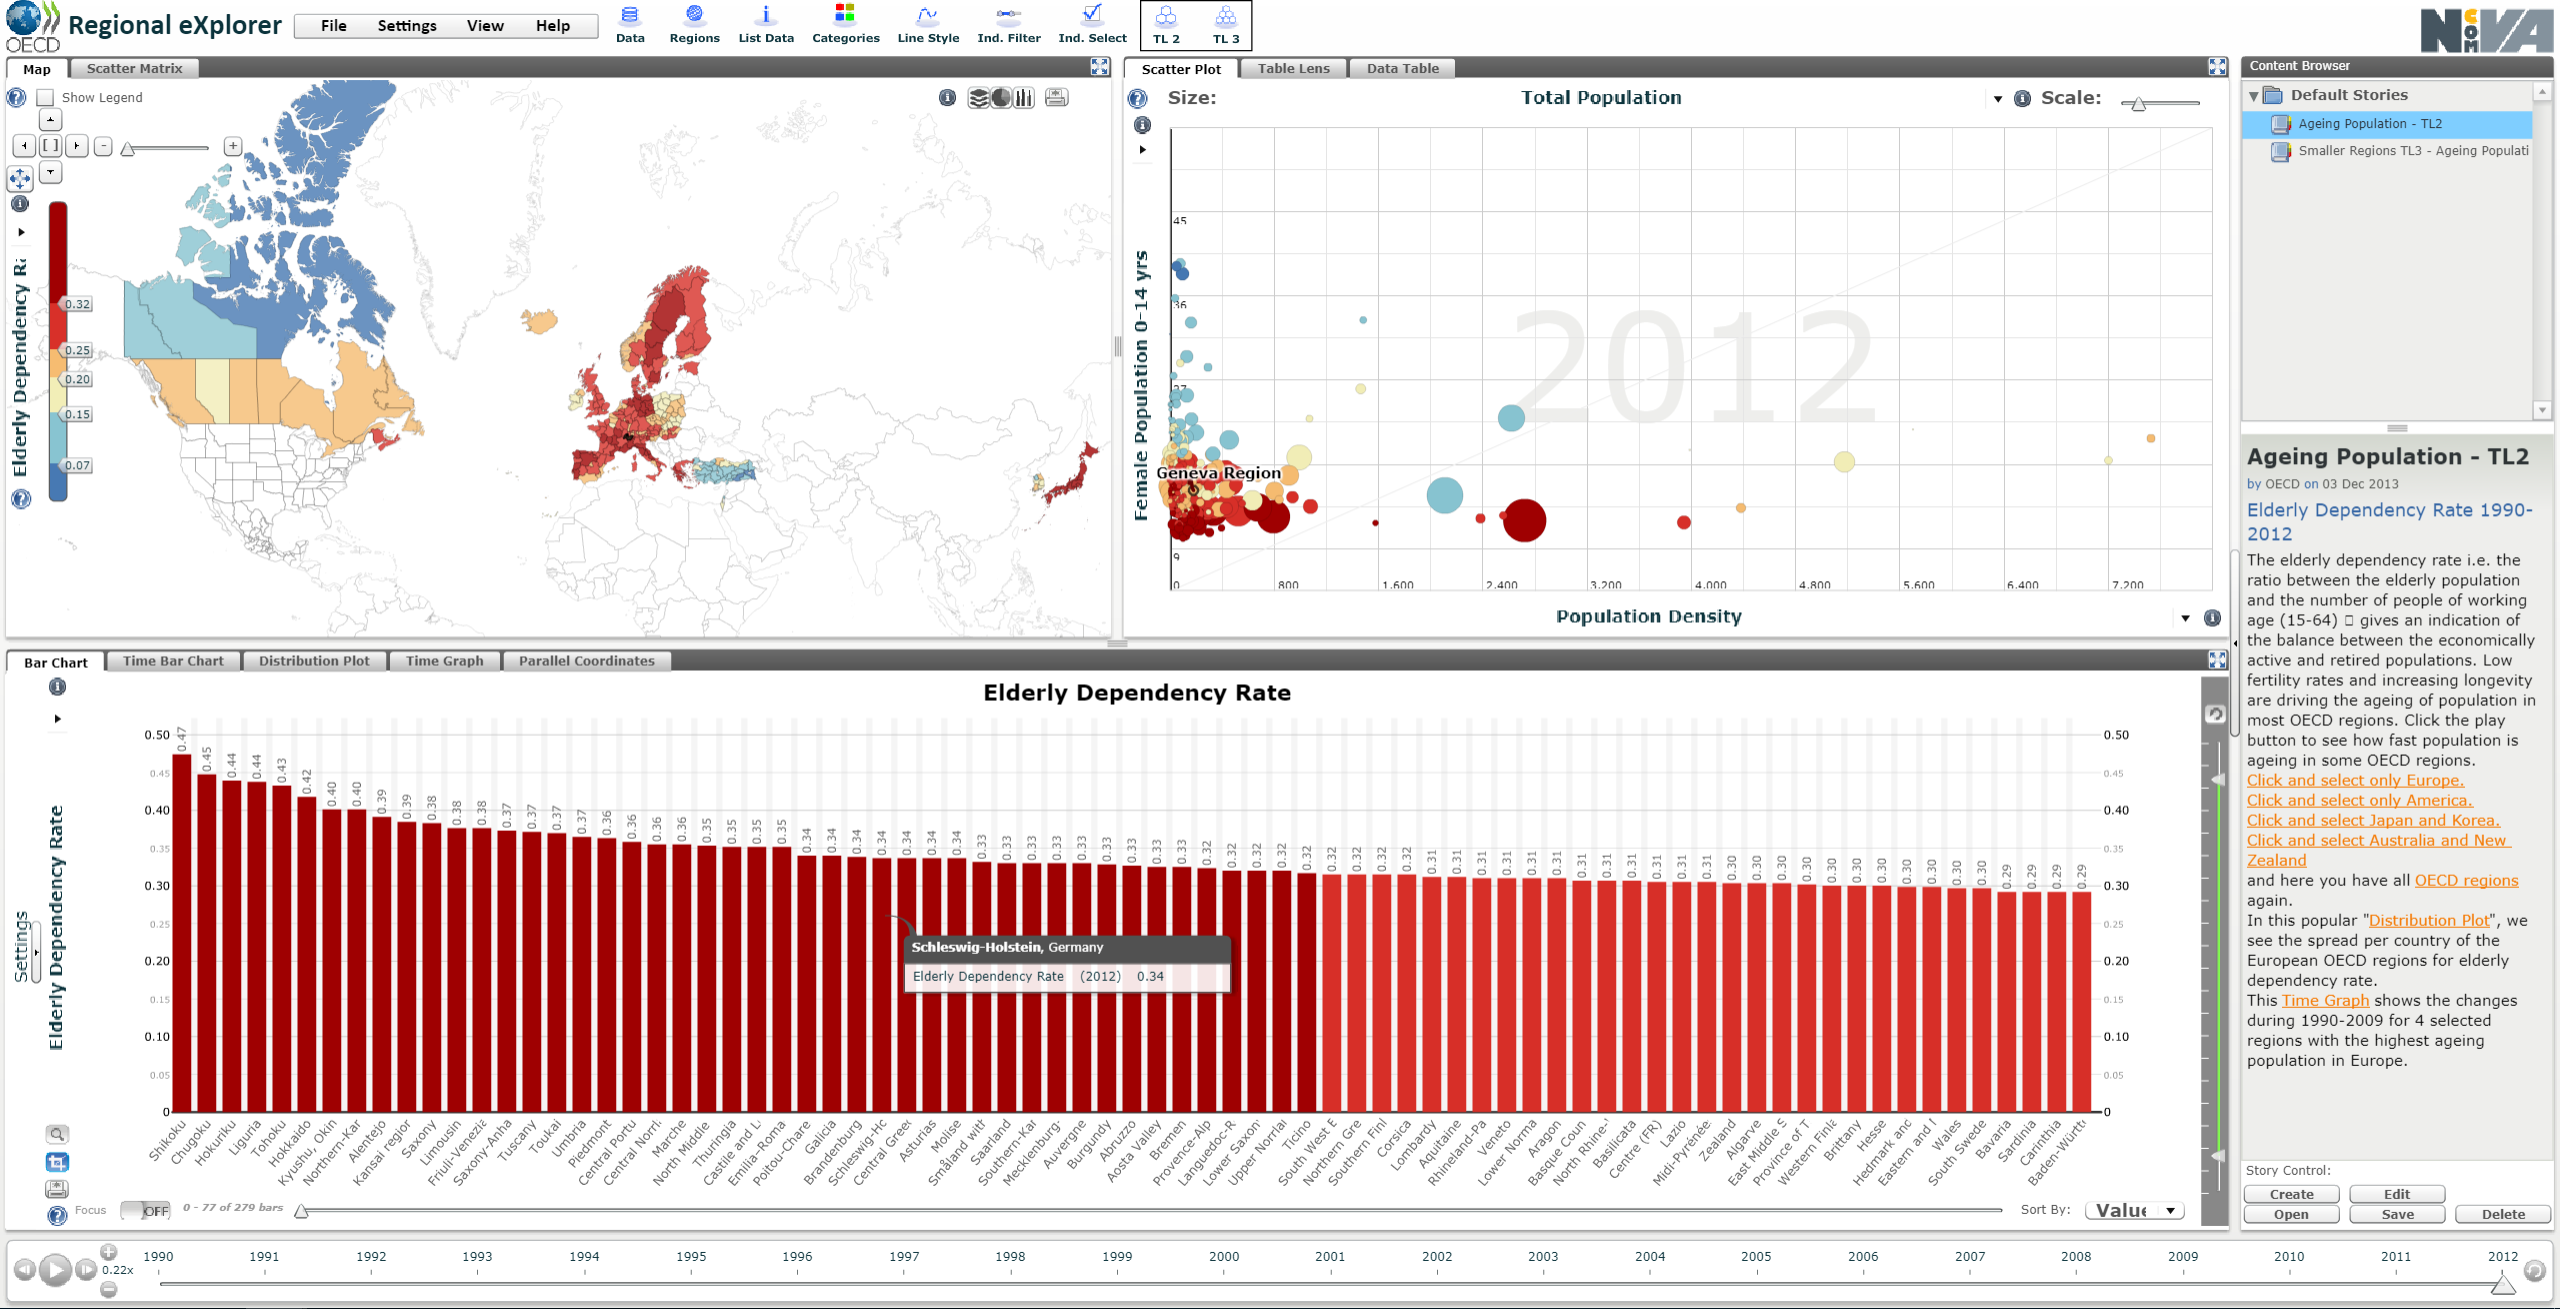 OECD
Regional eXplorer
File Settings View Help
Data Regions List Data Categories Line Style Ind. Filter Ind. Select TL 2 TL 3
NComVA
Map Scatter Matrix
Show Legend
Elderly Dependency Ra
0.32
0.25
0.20
0.15
0.07
Scatter Plot Table Lens Data Table
Size: Total Population Scale:
Female Population 0-14 yrs
45
36
27
9
2012
Geneva Region
0 800 1,600 2,400 3,200 4,000 4,800 5,600 6,400 7,200
Population Density
Content Browser
Default Stories
Ageing Population - TL2
Smaller Regions TL3 - Ageing Populati
Ageing Population - TL2
by OECD on 03 Dec 2013
Elderly Dependency Rate 1990-
2012
The elderly dependency rate i.e. the
ratio between the elderly population
and the number of people of working
age (15-64) gives an indication of
the balance between the economically
active and retired populations. Low
fertility rates and increasing longevity
are driving the ageing of population in
most OECD regions. Click the play
button to see how fast population is
ageing in some OECD regions.
Click and select only Europe.
Click and select only America.
Click and select Japan and Korea.
Click and select Australia and New
Zealand
and here you have all OECD regions
again.
In this popular "Distribution Plot", we
see the spread per country of the
European OECD regions for elderly
dependency rate.
This Time Graph shows the changes
during 1990-2009 for 4 selected
regions with the highest ageing
population in Europe.
Story Control:
Create Edit
Open Save Delete
Bar Chart Time Bar Chart Distribution Plot Time Graph Parallel Coordinates
Elderly Dependency Rate
Settings
Elderly Dependency Rate
0.50 0.50
0.45 0.45
0.40 0.40
0.35 0.35
0.30 0.30
0.25 0.25
0.20 0.20
0.15 0.15
0.10 0.10
0.05 0.05
0 0
0.47 0.45 0.44 0.44 0.43 0.42 0.40 0.40 0.39 0.39 0.38 0.38 0.38 0.37 0.37 0.37 0.37 0.36 0.36 0.36 0.36 0.35 0.35 0.35 0.35 0.34 0.34 0.34 0.34 0.34 0.34 0.34 0.33 0.33 0.33 0.33 0.33 0.33 0.33 0.33 0.33 0.32 0.32 0.32 0.32 0.32 0.32 0.32 0.32 0.32 0.31 0.31 0.31 0.31 0.31 0.31 0.31 0.31 0.31 0.31 0.31 0.31 0.30 0.30 0.30 0.30 0.30 0.30 0.30 0.30 0.30 0.30 0.30 0.29 0.29 0.29 0.29
Schleswig-Holstein, Germany
Elderly Dependency Rate (2012) 0.34
Shikoku Chugoku Hokuriku Liguria Tohoku Hokkaido Kyushu, Okin Northern-Kar Alentejo Kansai region Saxony Limousin Friuli-Venezia Saxony-Anha Tuscany Toukai Umbria Piedmont Central Portu Central Norrl Marche North Middle Thuringia Castile and L Emilia-Roma Poitou-Chare Galicia Brandenburg Schleswig-Ho Central Greec Asturias Molise Småland with Saarland Southern-Kar Mecklenburg- Auvergne Burgundy Abruzzo Aosta Valley Bremen Provence-Alp Languedoc-R Lower Saxon Upper Norrlan Ticino South West E Northern Gre Southern Finl Corsica Lombardy Aquitaine Rhineland-Pa Veneto Lower Norma Aragon Basque Coun North Rhine- Basilicata Centre (FR) Lazio Midi-Pyrénée Zealand Algarve East Middle S Province of T Western Finla Brittany Hesse Hedmark and Eastern and I Wales South Swede Bavaria Sardinia Carinthia Baden-Württ
Focus OFF 0 - 77 of 279 bars Sort By: Value
0.22x
1990 1991 1992 1993 1994 1995 1996 1997 1998 1999 2000 2001 2002 2003 2004 2005 2006 2007 2008 2009 2010 2011 2012